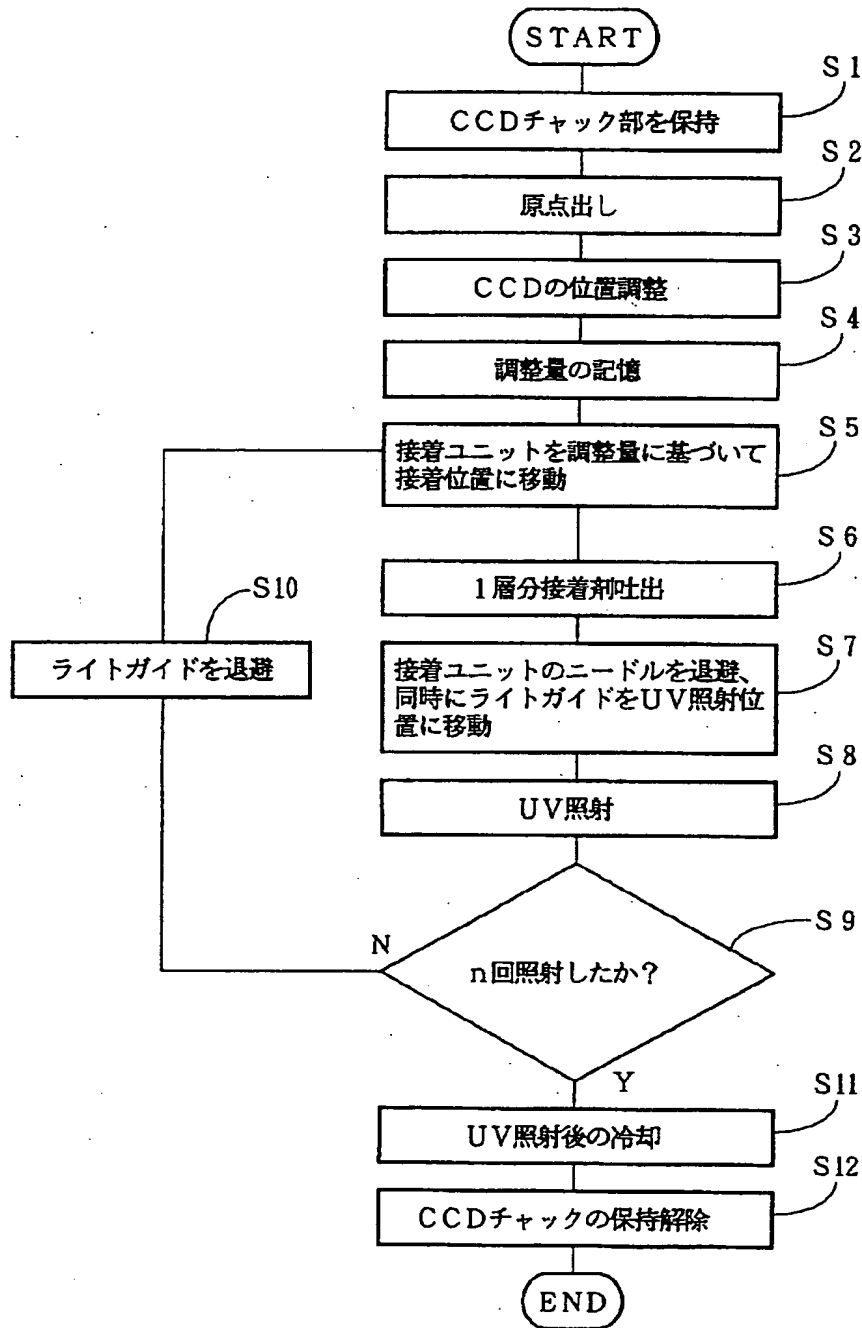 START
S1
CCDチャック部を保持
S2
原点出し
S3
CCDの位置調整
S4
調整量の記憶
S5
接着ユニットを調整量に基づいて
接着位置に移動
S6
1層分接着剤吐出
S10
ライトガイドを退避
S7
接着ユニットのニードルを退避、
同時にライトガイドをUV照射位
置に移動
S8
UV照射
S9
N
n回照射したか?
Y
S11
UV照射後の冷却
S12
CCDチャックの保持解除
END